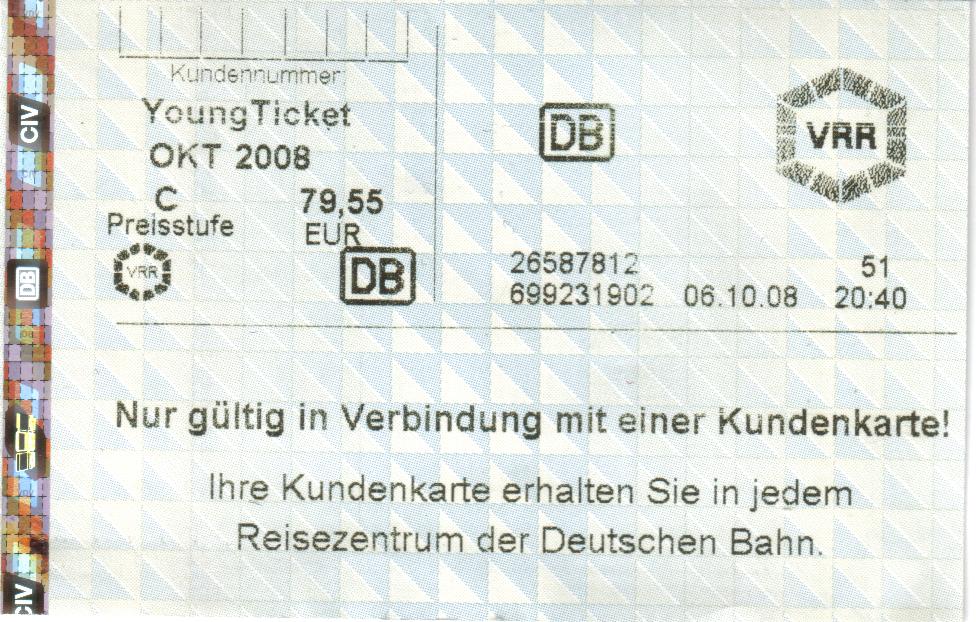 Kundennummer
YoungTicket
OKT 2008
C 79,55
Preisstufe EUR
VRR DB
DB VRR
26587812 51
699231902 06.10.08 20:40
Nur gültig in Verbindung mit einer Kundenkarte!
Ihre Kundenkarte erhalten Sie in jedem
Reisezentrum der Deutschen Bahn.
CIV
DB
CIV